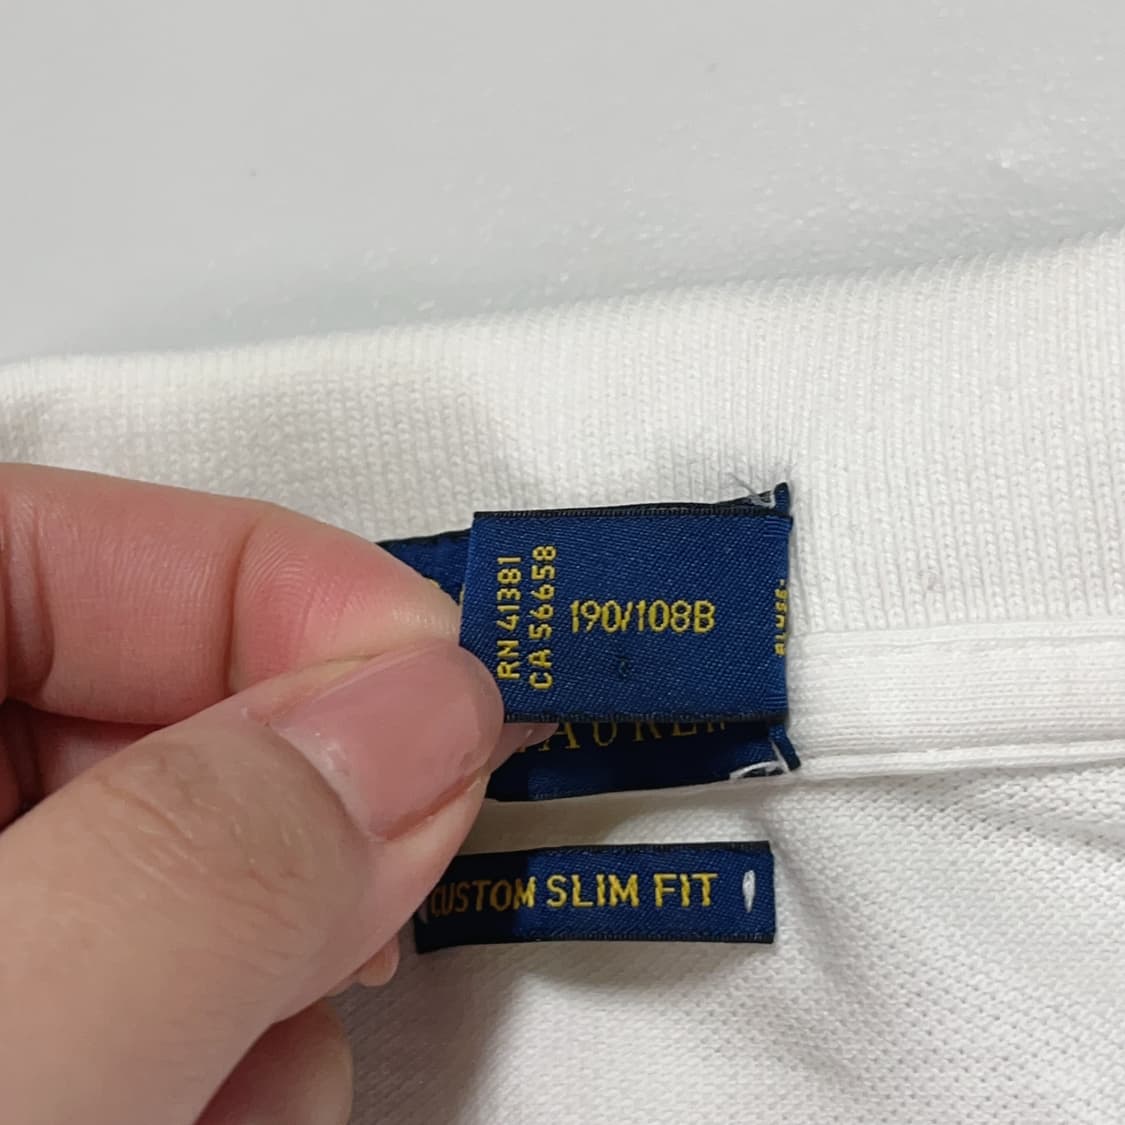 RN 41381
CA 56658
190/108B
CUSTOM SLIM FIT